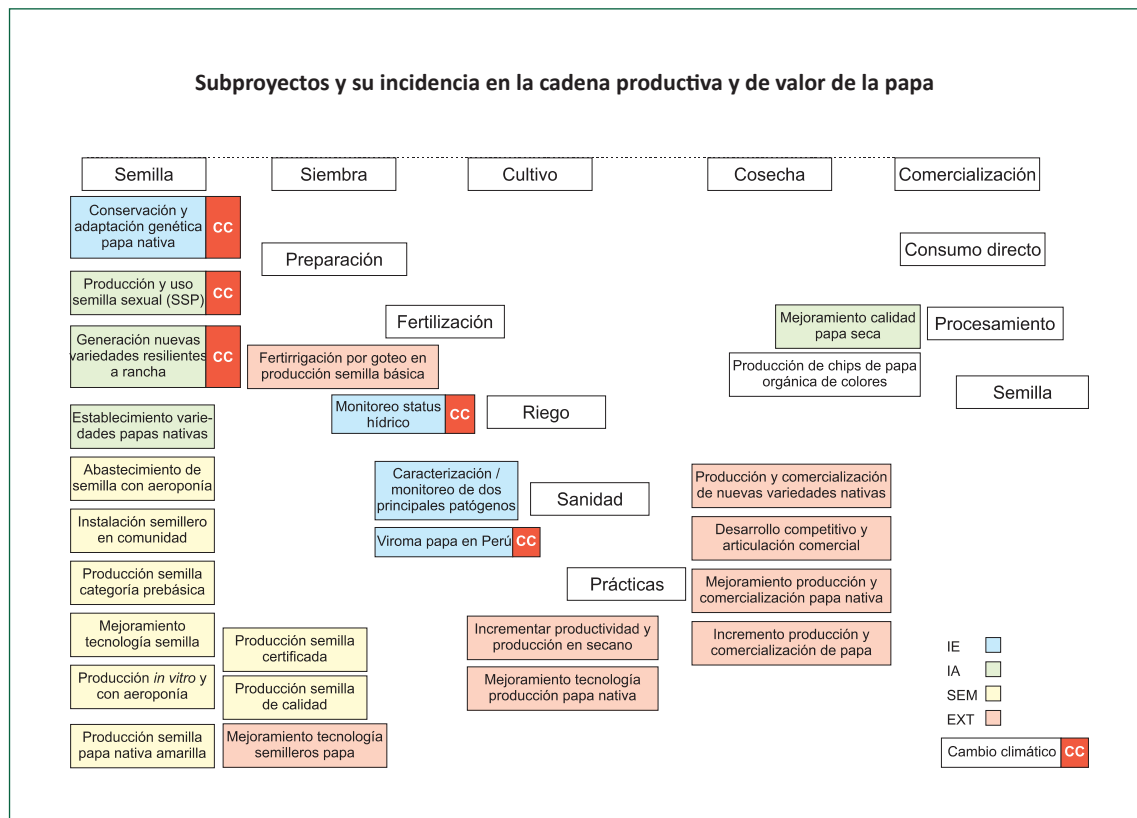 Subproyectos y su incidencia en la cadena productiva y de valor de la papa
Semilla
Siembra
Cultivo
Cosecha
Comercialización
Conservación y
adaptación genética
papa nativa
CC
Preparación
Consumo directo
Producción y uso
semilla sexual (SSP)
CC
Fertilización
Mejoramiento calidad
papa seca
Procesamiento
Generación nuevas
variedades resilientes
a rancha
CC
Fertirrigación por goteo en
producción semilla básica
Producción de chips de papa
orgánica de colores
Semilla
Monitoreo status
hídrico
CC
Riego
Establecimiento varie-
dades papas nativas
Abastecimiento de
semilla con aeroponía
Caracterización /
monitoreo de dos
principales patógenos
Sanidad
Producción y comercialización
de nuevas variedades nativas
Instalación semillero
en comunidad
Viroma papa en Perú
CC
Desarrollo competitivo y
articulación comercial
Producción semilla
categoría prebásica
Prácticas
Mejoramiento producción y
comercialización papa nativa
Mejoramiento
tecnología semilla
Producción semilla
certificada
Incrementar productividad y
producción en secano
Incremento producción y
comercialización de papa
Producción in vitro y
con aeroponía
Producción semilla
de calidad
Mejoramiento tecnología
producción papa nativa
Producción semilla
papa nativa amarilla
Mejoramiento tecnología
semilleros papa
IE
IA
SEM
EXT
Cambio climático
CC